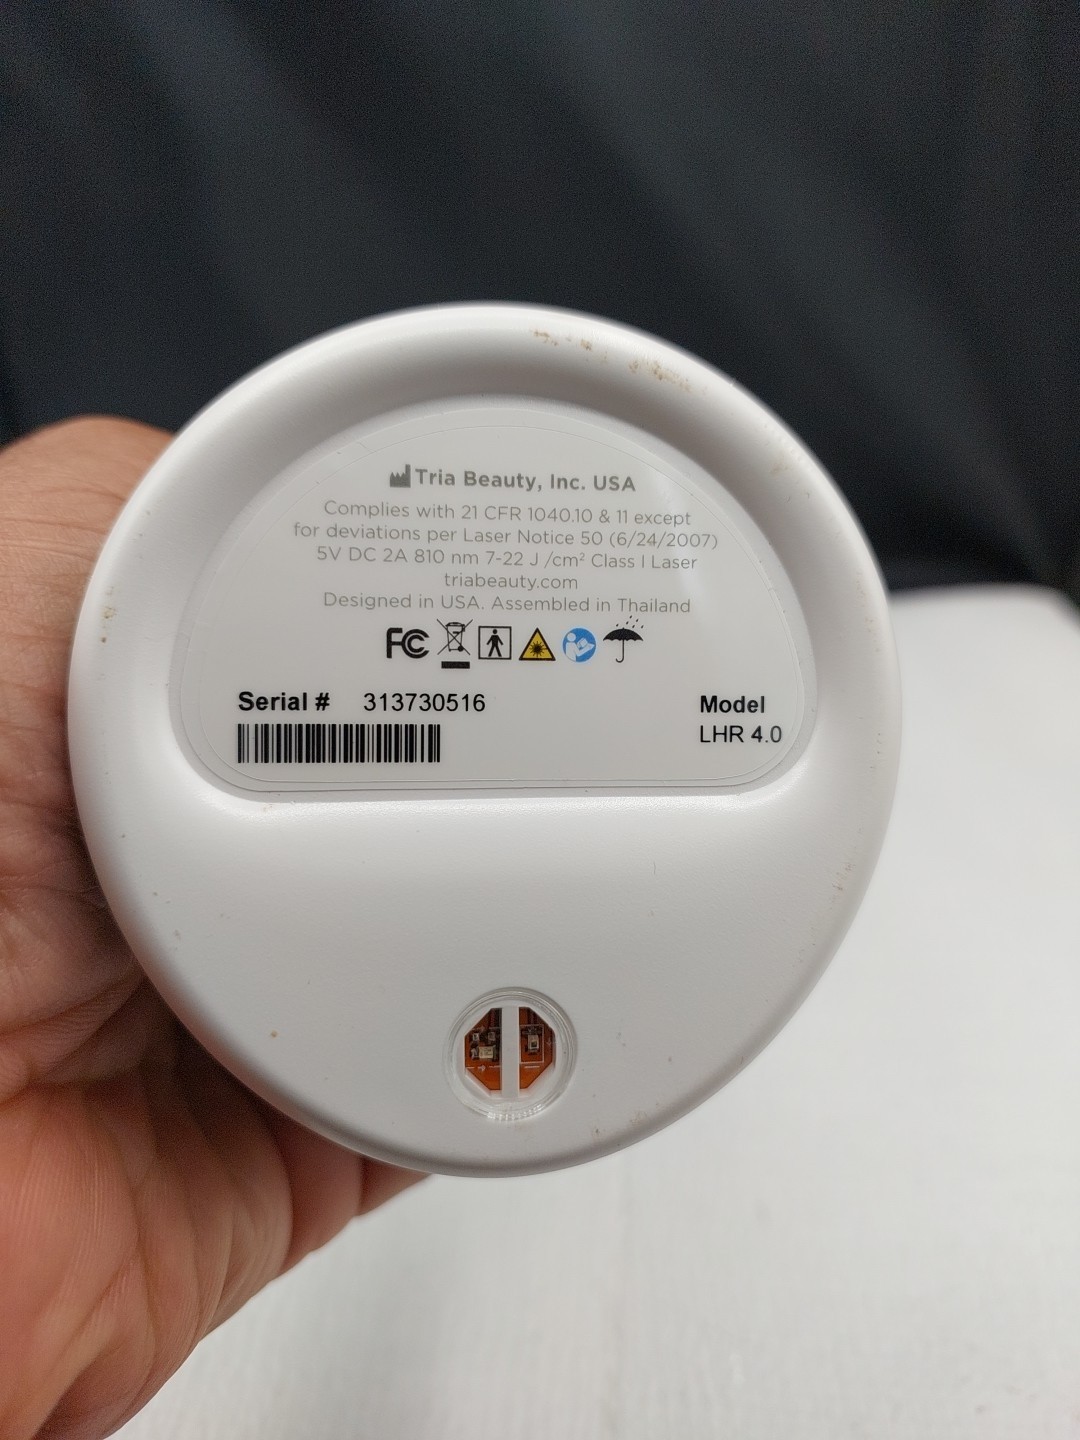 Tria Beauty, Inc. USA
Complies with 21 CFR 1040.10 & 11 except
for deviations per Laser Notice 50 (6/24/2007)
5V DC 2A 810 nm 7-22 J /cm² Class I Laser
triabeauty.com
Designed in USA. Assembled in Thailand
FC
Serial # 313730516
Model
LHR 4.0